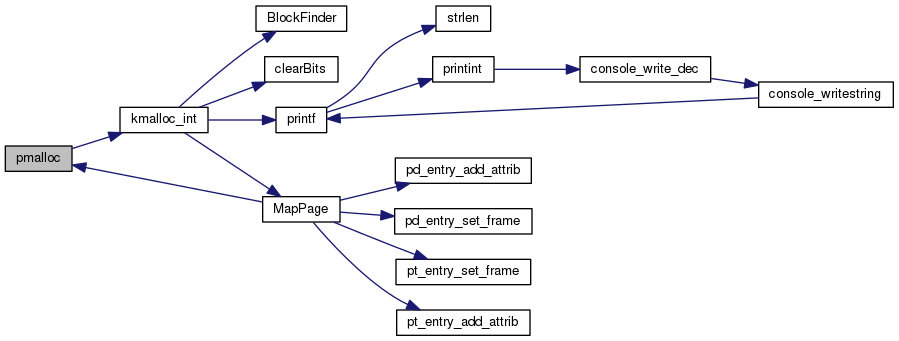 pmalloc
kmalloc_int
BlockFinder
clearBits
printf
MapPage
strlen
printint
console_write_dec
console_writestring
pd_entry_add_attrib
pd_entry_set_frame
pt_entry_set_frame
pt_entry_add_attrib